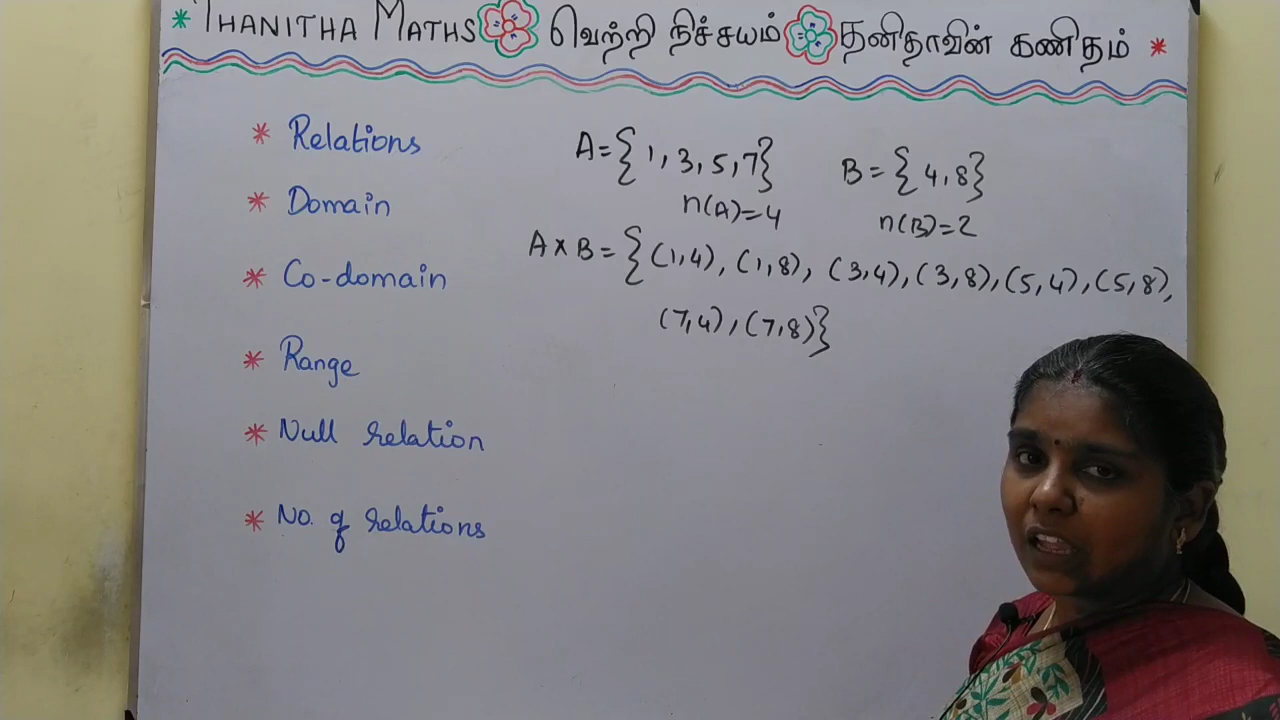 * THANITHA MATHS வெற்றி நிச்சயம் தனிதாவின் கணிதம் *
* Relations
* Domain
* Co-domain
* Range
* Null relation
* No. of relations
A = { 1, 3, 5, 7} B = { 4, 8}
n(A) = 4 n(B) = 2
A x B = { (1,4), (1,8), (3,4), (3,8), (5,4), (5,8),
(7,4), (7,8)}